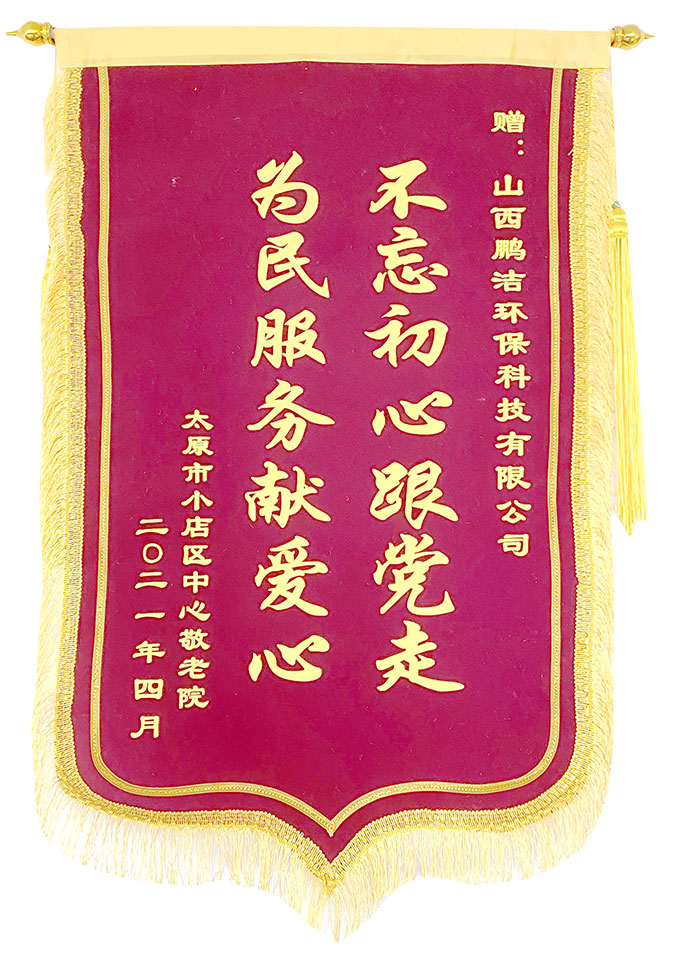 赠：山西鹏洁环保科技有限公司
不忘初心跟党走
为民服务献爱心
太原市小店区中心敬老院
二〇二一年四月